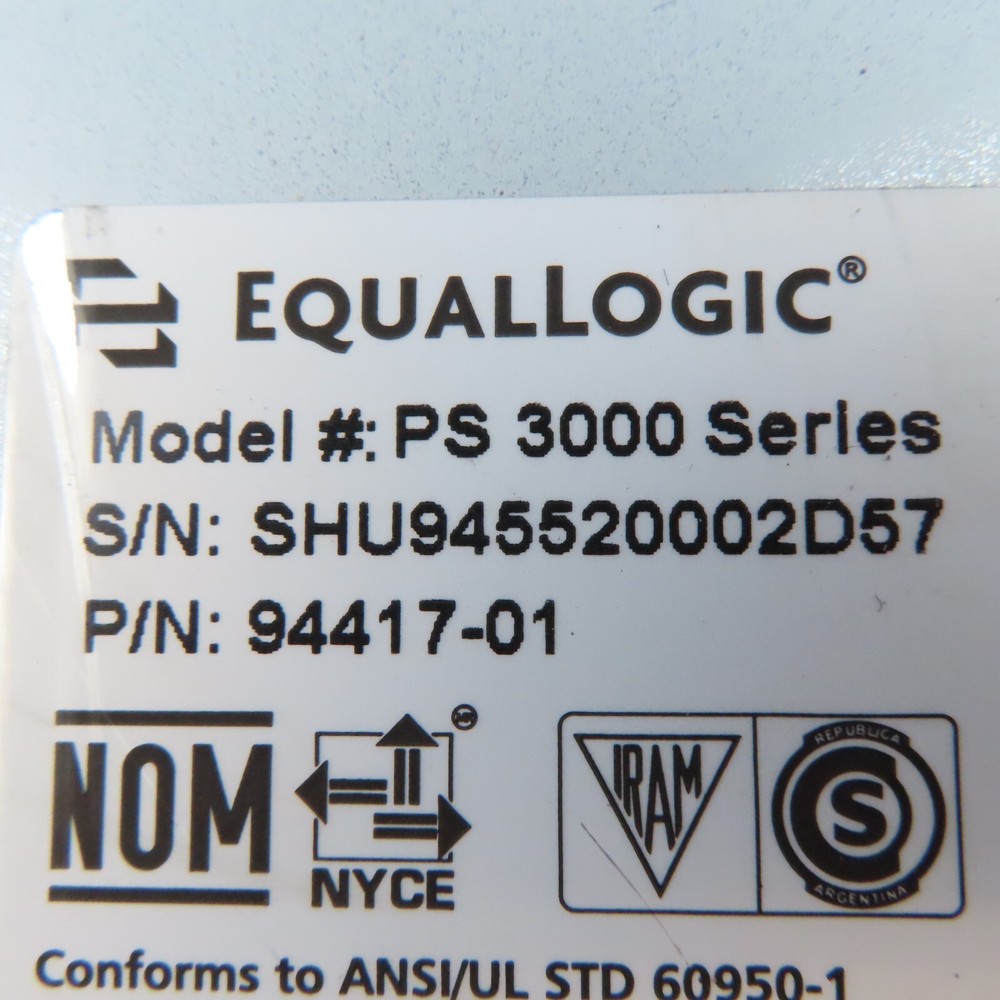 EQUALLOGIC®
Model #: PS 3000 Series
S/N: SHU945520002D57
P/N: 94417-01
NOM
NYCE
IRAM
REPUBLICA
S
ARGENTINA
Conforms to ANSI/UL STD 60950-1